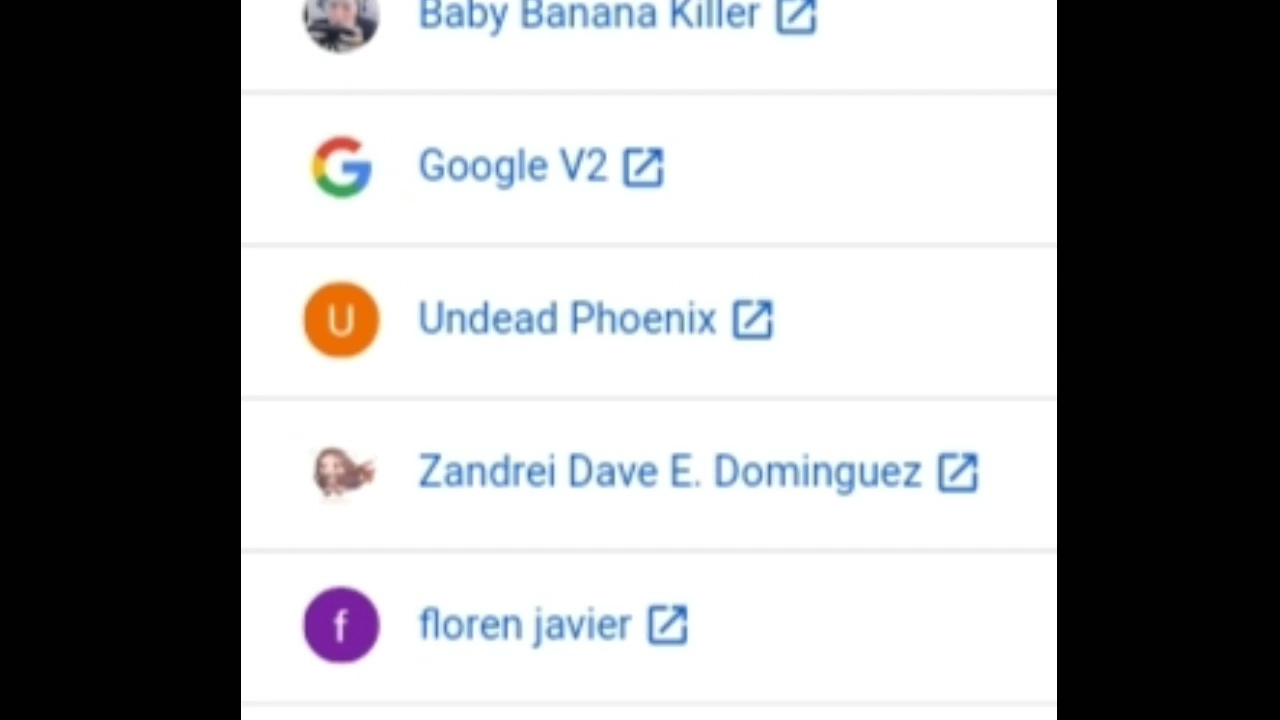 Baby Banana Killer
Google V2
U Undead Phoenix
Zandrei Dave E. Dominguez
f floren javier